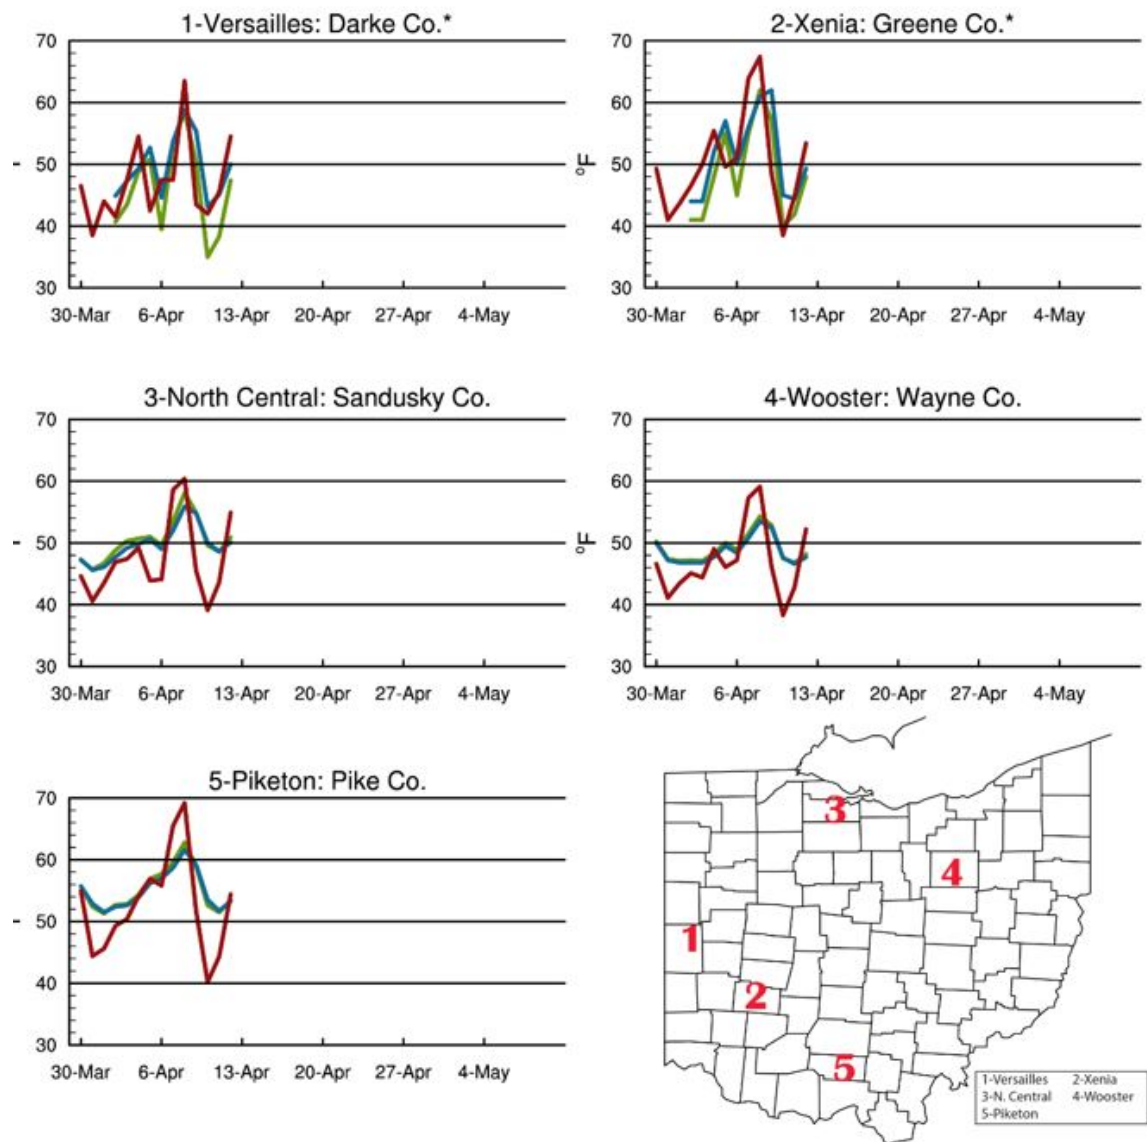 1-Versailles: Darke Co.*
70
60
50
40
30
30-Mar 6-Apr 13-Apr 20-Apr 27-Apr 4-May
2-Xenia: Greene Co.*
°F
70
60
50
40
30
30-Mar 6-Apr 13-Apr 20-Apr 27-Apr 4-May
3-North Central: Sandusky Co.
70
60
50
40
30
30-Mar 6-Apr 13-Apr 20-Apr 27-Apr 4-May
4-Wooster: Wayne Co.
°F
70
60
50
40
30
30-Mar 6-Apr 13-Apr 20-Apr 27-Apr 4-May
5-Piketon: Pike Co.
70
60
50
40
30
30-Mar 6-Apr 13-Apr 20-Apr 27-Apr 4-May
3
4
1
2
5
1-Versailles 2-Xenia
3-N. Central 4-Wooster
5-Piketon